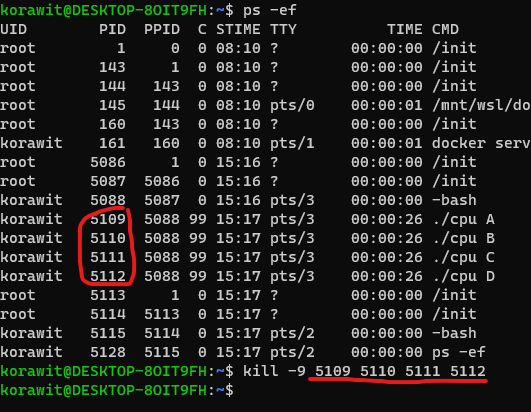 korawit@DESKTOP-8OIT9FH:~$ ps -ef
UID PID PPID C STIME TTY TIME CMD
root 1 0 0 08:10 ? 00:00:00 /init
root 143 1 0 08:10 ? 00:00:00 /init
root 144 143 0 08:10 ? 00:00:00 /init
root 145 144 0 08:10 pts/0 00:00:01 /mnt/wsl/do
root 160 143 0 08:10 ? 00:00:00 /init
korawit 161 160 0 08:10 pts/1 00:00:01 docker serv
root 5086 1 0 15:16 ? 00:00:00 /init
root 5087 5086 0 15:16 ? 00:00:00 /init
korawit 5088 5087 0 15:16 pts/3 00:00:00 -bash
korawit 5109 5088 99 15:17 pts/3 00:00:26 ./cpu A
korawit 5110 5088 99 15:17 pts/3 00:00:26 ./cpu B
korawit 5111 5088 99 15:17 pts/3 00:00:26 ./cpu C
korawit 5112 5088 99 15:17 pts/3 00:00:26 ./cpu D
root 5113 1 0 15:17 ? 00:00:00 /init
root 5114 5113 0 15:17 ? 00:00:00 /init
korawit 5115 5114 0 15:17 pts/2 00:00:00 -bash
korawit 5128 5115 0 15:17 pts/2 00:00:00 ps -ef
korawit@DESKTOP-8OIT9FH:~$ kill -9 5109 5110 5111 5112
korawit@DESKTOP-8OIT9FH:~$